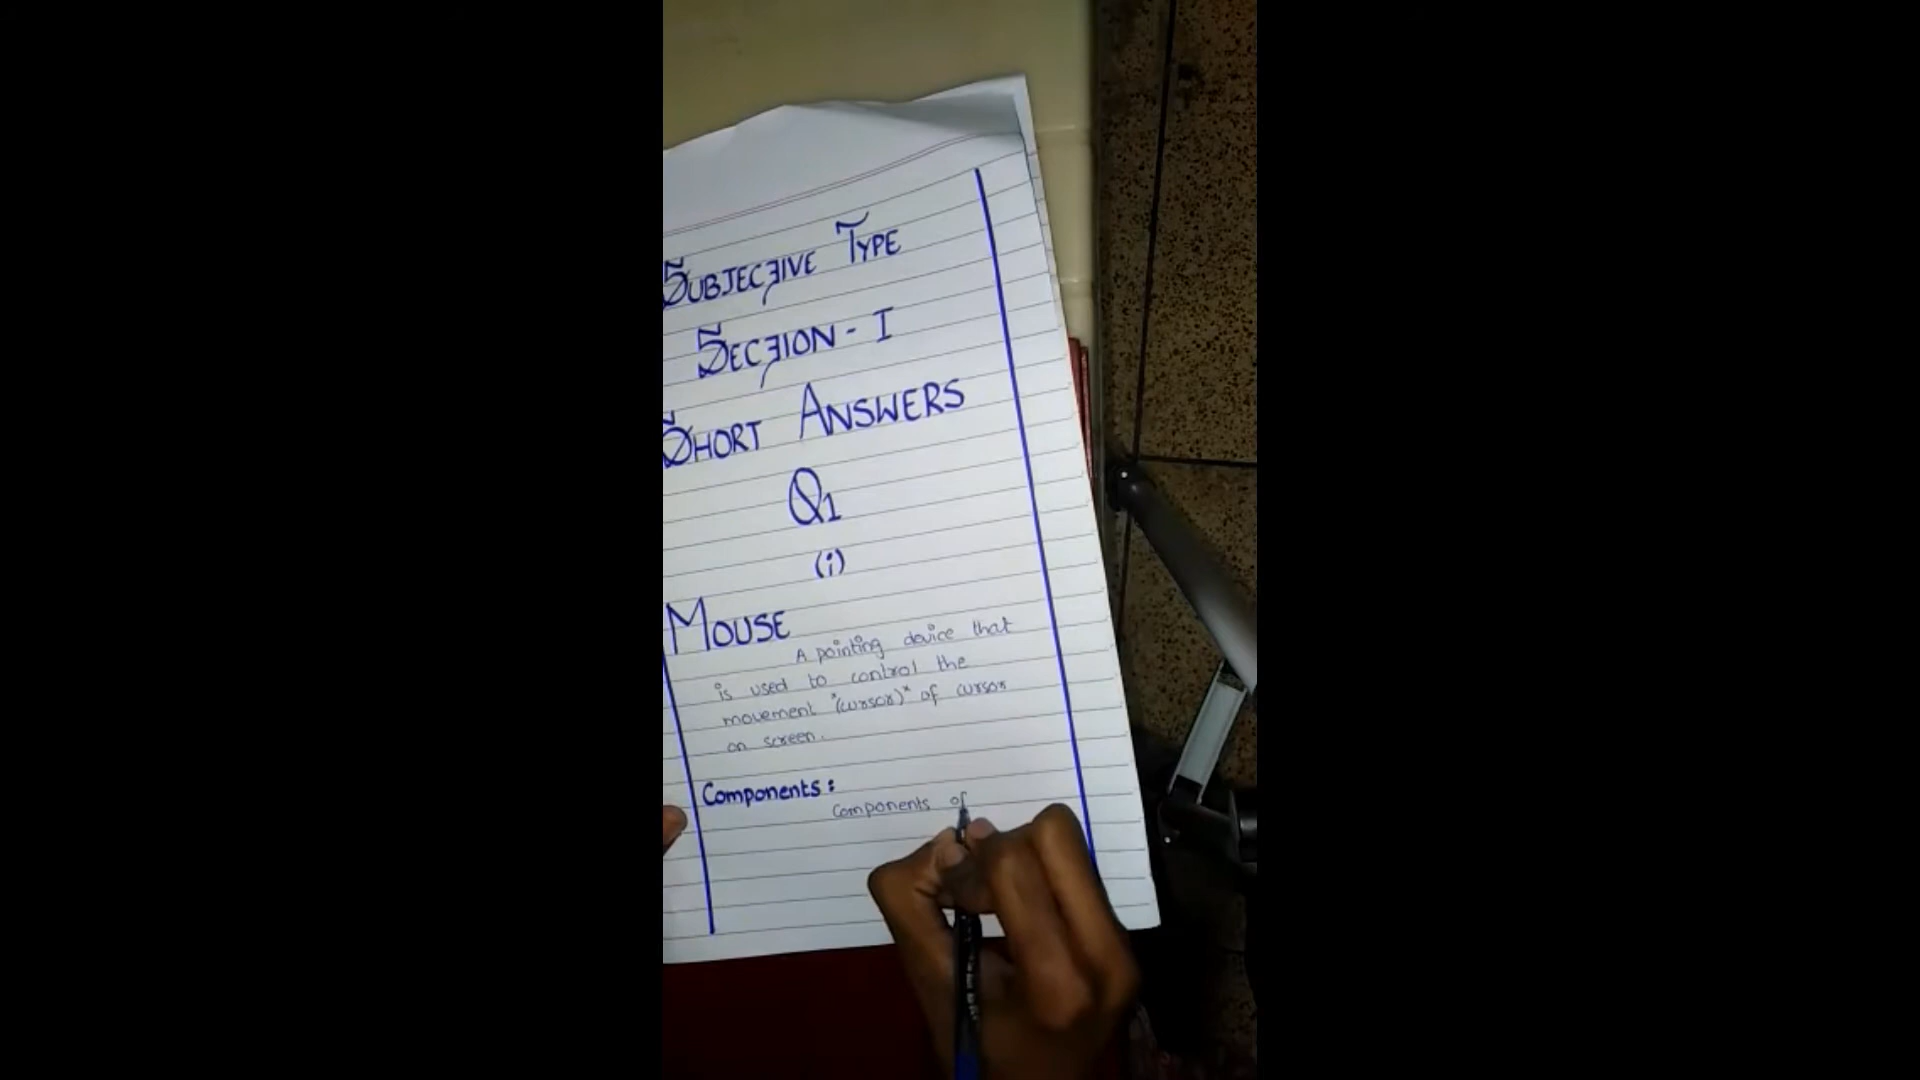 SUBJECTIVE TYPE
SECTION - I
SHORT ANSWERS
Q1
(i)
MOUSE
A pointing device that
is used to control the
movement "(cursor)" of cursor
on screen.
Components:
Components of